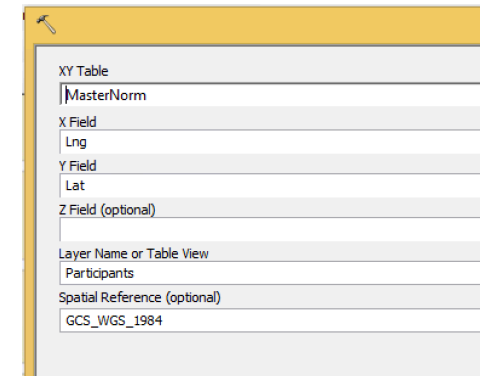 XY Table
MasterNorm
X Field
Lng
Y Field
Lat
Z Field (optional)
Layer Name or Table View
Participants
Spatial Reference (optional)
GCS_WGS_1984